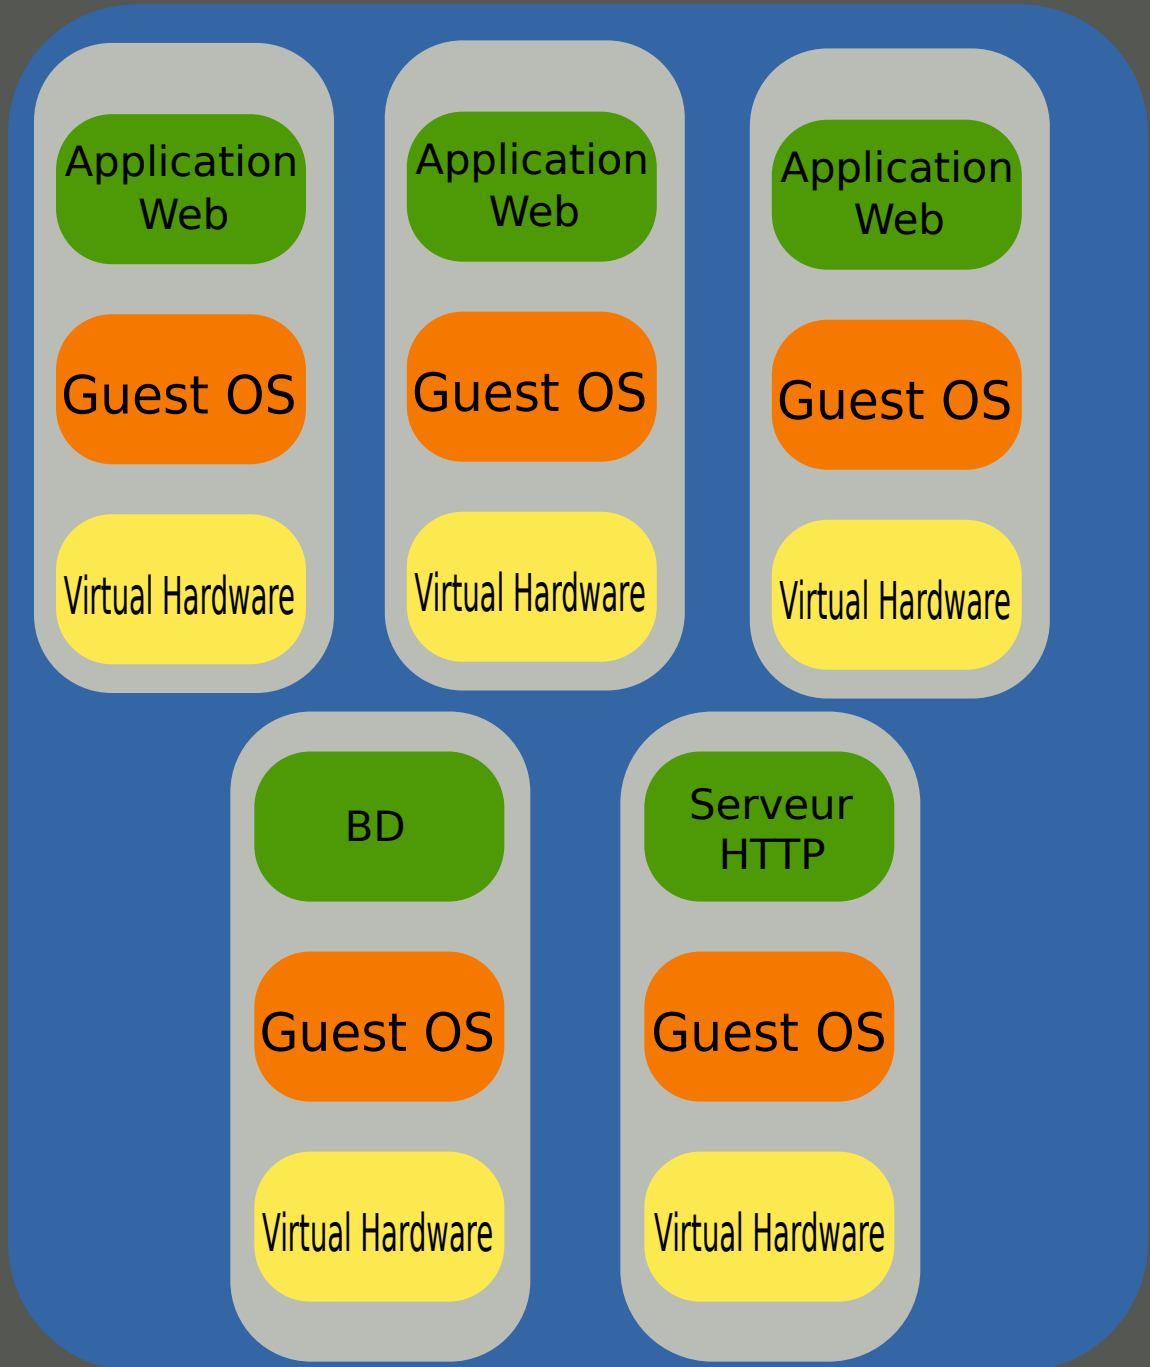 Application
Web
Guest OS
Virtual Hardware
Application
Web
Guest OS
Virtual Hardware
Application
Web
Guest OS
Virtual Hardware
BD
Guest OS
Virtual Hardware
Serveur
HTTP
Guest OS
Virtual Hardware